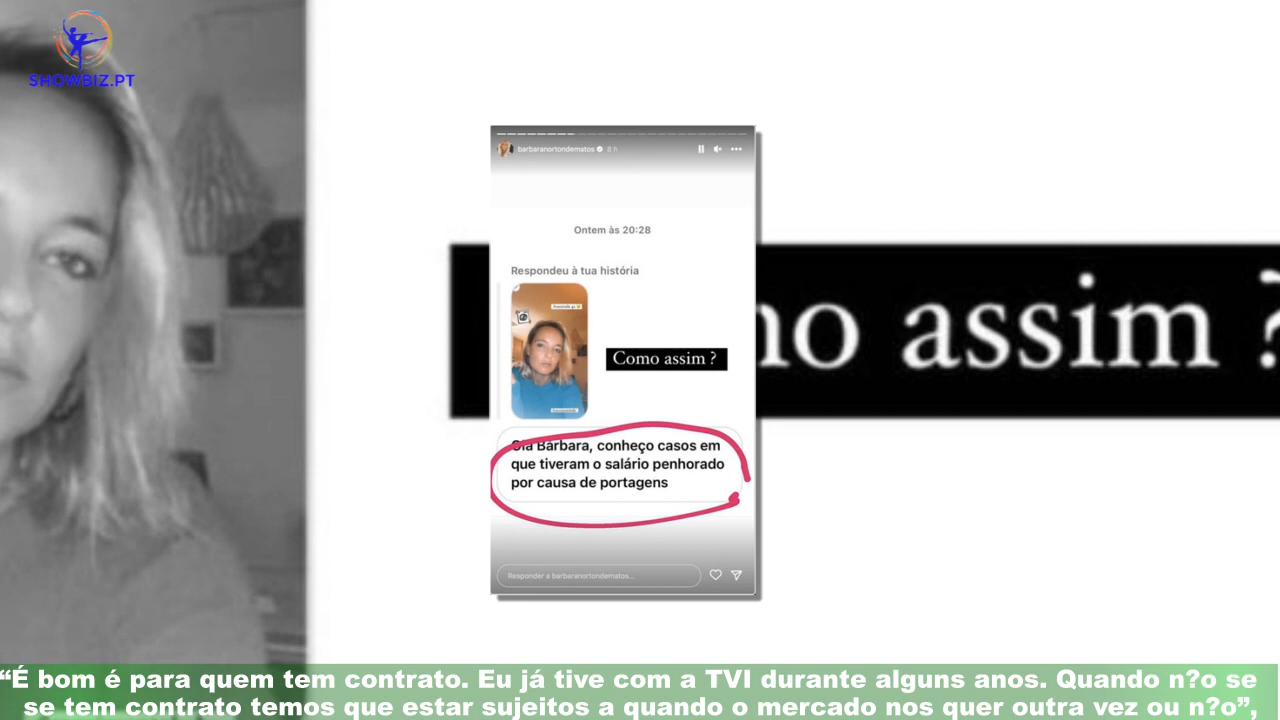 SHOWBIZ.PT
barbaranortondematos 8 h
Ontem às 20:28
Respondeu à tua história
Como assim ?
no assim ?
Olá Bárbara, conheço casos em
que tiveram o salário penhorado
por causa de portagens
Responder a barbaranortondematos...
“É bom é para quem tem contrato. Eu já tive com a TVI durante alguns anos. Quando n?o se
se tem contrato temos que estar sujeitos a quando o mercado nos quer outra vez ou n?o”,